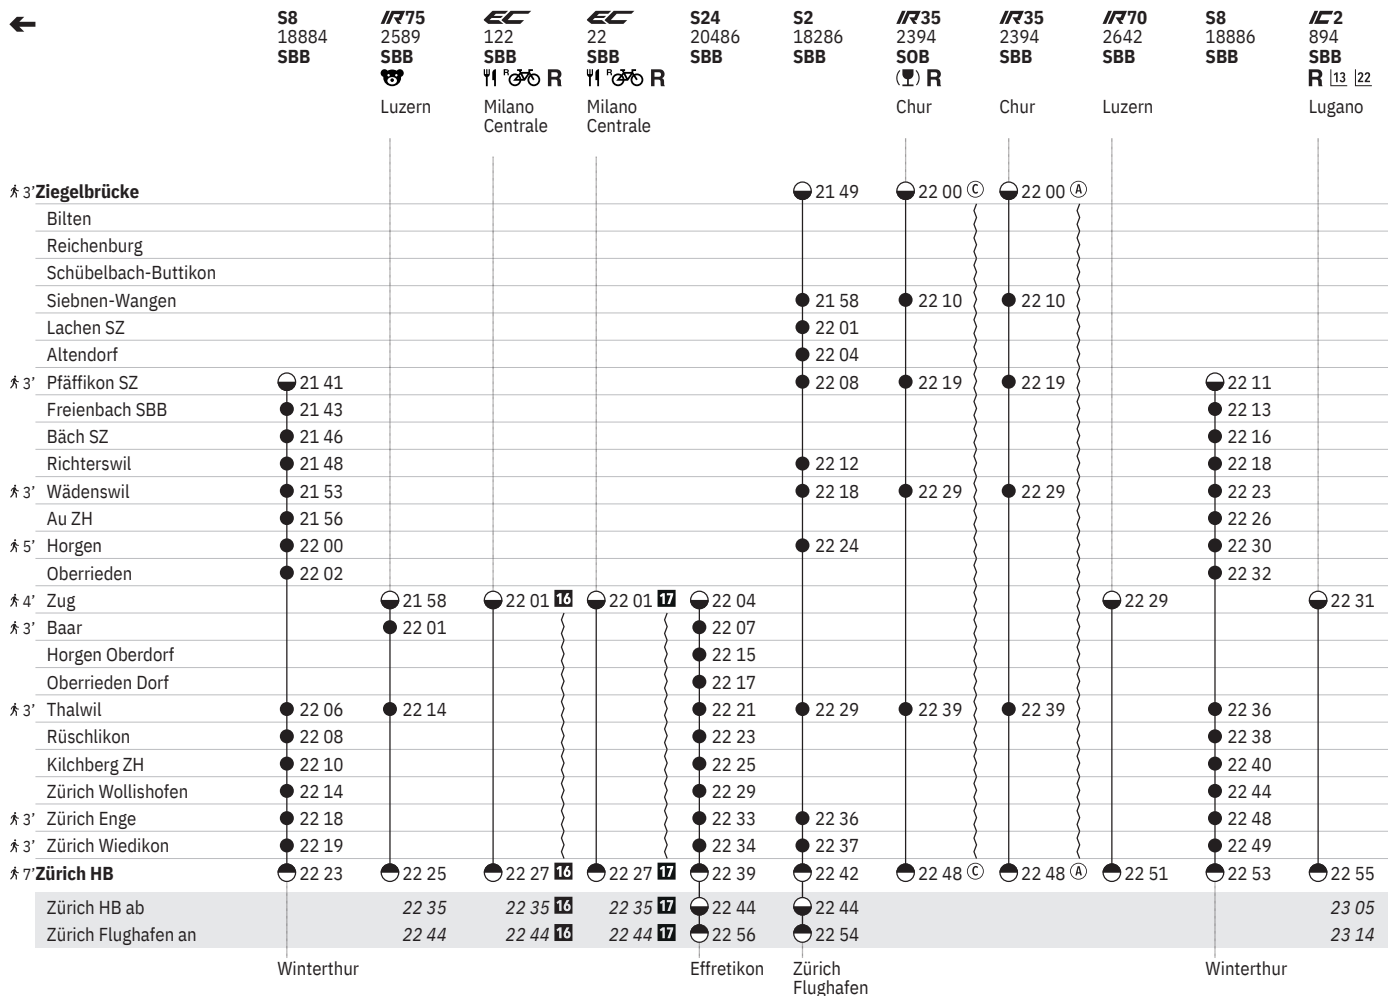 S8 IR75 EC EC S24 S2 IR35 IR35 IR70 S8 IC2
18884 2589 122 22 20486 18286 2394 2394 2642 18886 894
SBB SBB SBB SBB SBB SBB SOB SBB SBB SBB SBB
R R R R R R 13 22
Luzern Milano Milano Chur Chur Luzern Lugano
Centrale Centrale
3' Ziegelbrücke 21 49 22 00 C 22 00 A
Bilten
Reichenburg
Schübelbach-Buttikon
Siebnen-Wangen 21 58 22 10 22 10
Lachen SZ 22 01
Altendorf 22 04
3' Pfäffikon SZ 21 41 22 08 22 19 22 19 22 11
Freienbach SBB 21 43 22 13
Bäch SZ 21 46 22 16
Richterswil 21 48 22 12 22 18
3' Wädenswil 21 53 22 18 22 29 22 29 22 23
Au ZH 21 56 22 26
5' Horgen 22 00 22 24 22 30
Oberrieden 22 02 22 32
4' Zug 21 58 22 01 16 22 01 17 22 04 22 29 22 31
3' Baar 22 01 22 07
Horgen Oberdorf 22 15
Oberrieden Dorf 22 17
3' Thalwil 22 06 22 14 22 21 22 29 22 39 22 39 22 36
Rüschlikon 22 08 22 23 22 38
Kilchberg ZH 22 10 22 25 22 40
Zürich Wollishofen 22 14 22 29 22 44
3' Zürich Enge 22 18 22 33 22 36 22 48
3' Zürich Wiedikon 22 19 22 34 22 37 22 49
7' Zürich HB 22 23 22 25 22 27 16 22 27 17 22 39 22 42 22 48 C 22 48 A 22 51 22 53 22 55
Zürich HB ab 22 35 22 35 16 22 35 17 22 44 22 44 23 05
Zürich Flughafen an 22 44 22 44 16 22 44 17 22 56 22 54 23 14
Winterthur Effretikon Zürich Winterthur
Flughafen